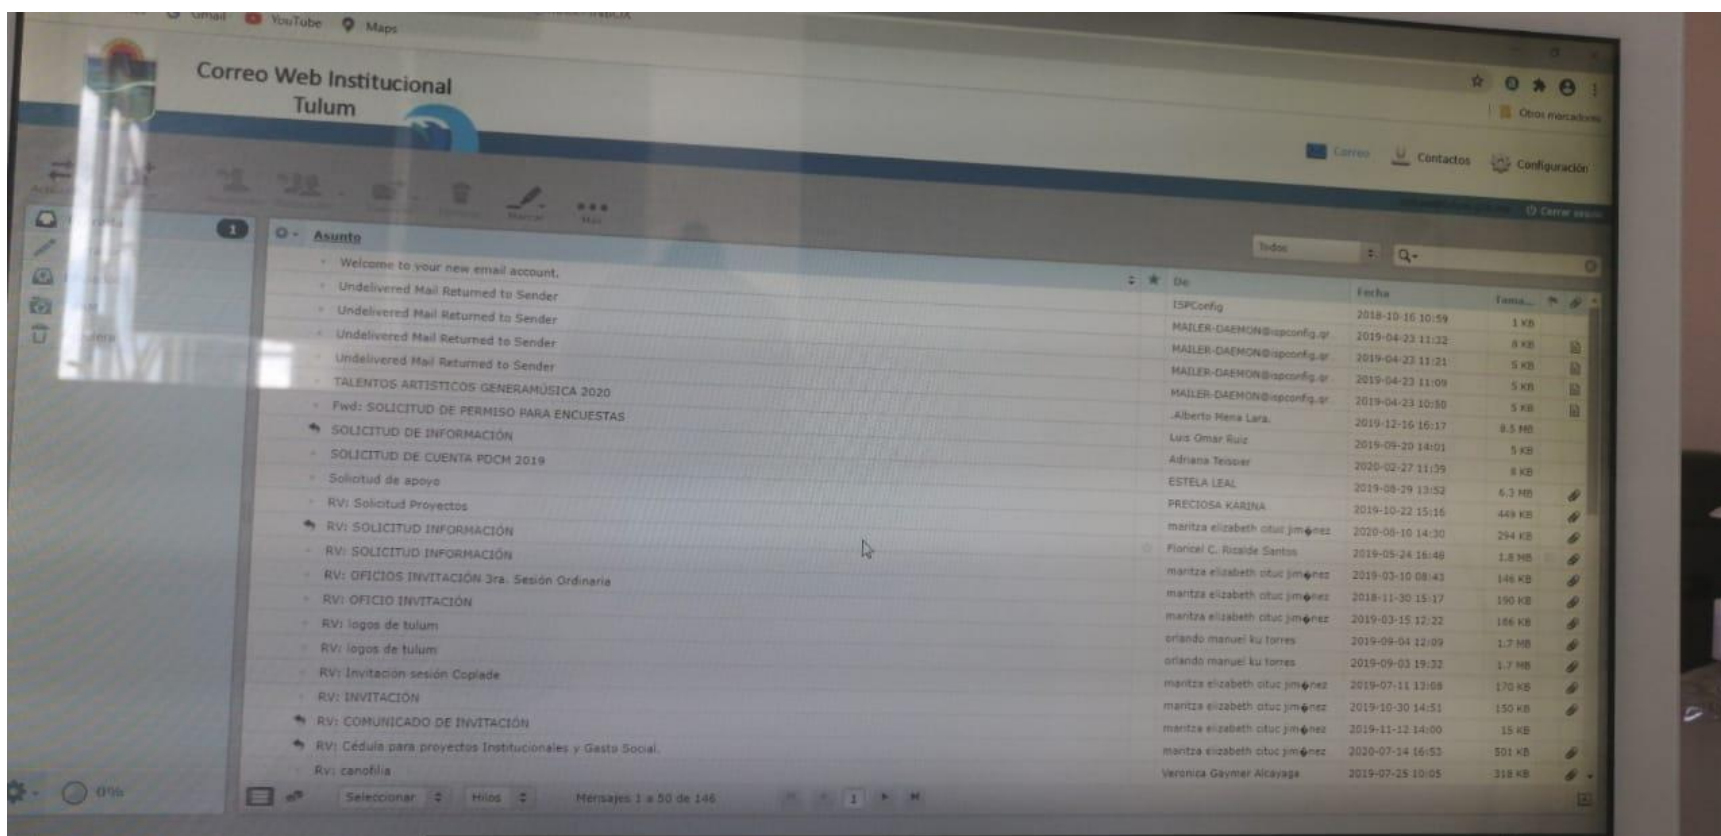 Gmail YouTube Maps
Correo Web Institucional
Tulum
Otros marcadores
Correo Contactos Configuración
Cerrar sesión
Marcar Más
1
Asunto De Fecha Tama...
Todos
Welcome to your new email account. ISPConfig 2018-10-16 10:59 1 KB
Undelivered Mail Returned to Sender MAILER-DAEMON@ispconfig.qr 2019-04-23 11:32 8 KB
Undelivered Mail Returned to Sender MAILER-DAEMON@ispconfig.qr 2019-04-23 11:21 5 KB
Undelivered Mail Returned to Sender MAILER-DAEMON@ispconfig.qr 2019-04-23 11:09 5 KB
Undelivered Mail Returned to Sender MAILER-DAEMON@ispconfig.qr 2019-04-23 10:50 5 KB
TALENTOS ARTISTICOS GENERAMÚSICA 2020 .Alberto Mena Lara. 2019-12-16 16:17 8.5 MB
Fwd: SOLICITUD DE PERMISO PARA ENCUESTAS Luis Omar Ruiz 2019-09-20 14:01 5 KB
SOLICITUD DE INFORMACIÓN Adriana Teissier 2020-02-27 11:39 8 KB
SOLICITUD DE CUENTA PDCM 2019 ESTELA LEAL 2019-08-29 13:52 6.3 MB
Solicitud de apoyo PRECIOSA KARINA 2019-10-22 15:16 449 KB
RV: Solicitud Proyectos maritza elizabeth cituc jim�nez 2020-08-10 14:30 294 KB
RV: SOLICITUD INFORMACIÓN Floricel C. Ricalde Santos 2019-05-24 16:48 1.8 MB
RV: SOLICITUD INFORMACIÓN maritza elizabeth cituc jim�nez 2019-03-10 08:43 146 KB
RV: OFICIOS INVITACIÓN 3ra. Sesión Ordinaria maritza elizabeth cituc jim�nez 2018-11-30 15:17 190 KB
RV: OFICIO INVITACIÓN maritza elizabeth cituc jim�nez 2019-03-15 12:22 186 KB
RV: logos de tulum orlando manuel ku torres 2019-09-04 12:09 1.7 MB
RV: logos de tulum orlando manuel ku torres 2019-09-03 19:32 1.7 MB
RV: Invitacion sesión Coplade maritza elizabeth cituc jim�nez 2019-07-11 13:08 170 KB
RV: INVITACIÓN maritza elizabeth cituc jim�nez 2019-10-30 14:51 150 KB
RV: COMUNICADO DE INVITACIÓN maritza elizabeth cituc jim�nez 2019-11-12 14:00 15 KB
RV: Cédula para proyectos Institucionales y Gasto Social. maritza elizabeth cituc jim�nez 2020-07-14 16:53 501 KB
Rv: canofilia Veronica Gaymer Alcayaga 2019-07-25 10:05 318 KB
0% Seleccionar Hilos Mensajes 1 a 50 de 146 1